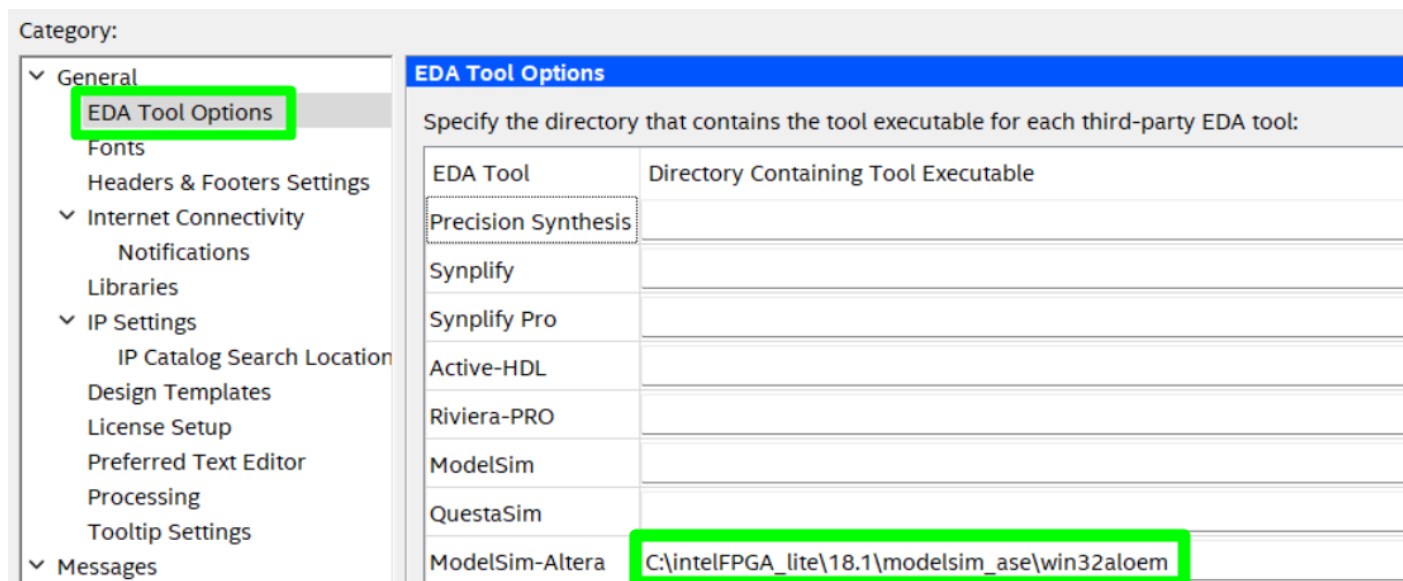 Category:
General
EDA Tool Options
Fonts
Headers & Footers Settings
Internet Connectivity
Notifications
Libraries
IP Settings
IP Catalog Search Location
Design Templates
License Setup
Preferred Text Editor
Processing
Tooltip Settings
Messages
EDA Tool Options
Specify the directory that contains the tool executable for each third-party EDA tool:
EDA Tool Directory Containing Tool Executable
Precision Synthesis
Synplify
Synplify Pro
Active-HDL
Riviera-PRO
ModelSim
QuestaSim
ModelSim-Altera C:\intelFPGA_lite\18.1\modelsim_ase\win32aloem